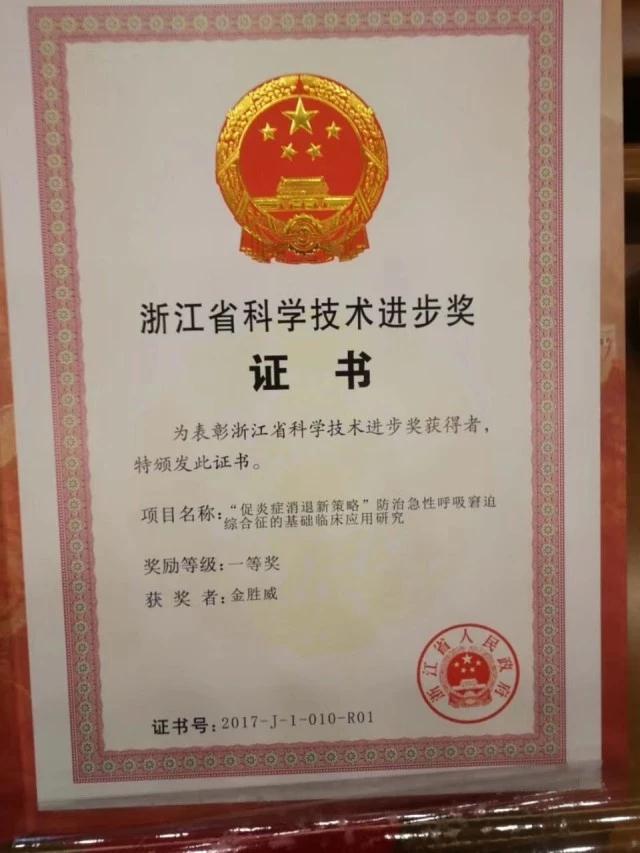 浙江省科学技术进步奖
证 书
为表彰浙江省科学技术进步奖获得者，
特颁发此证书。
项目名称：“促炎症消退新策略”防治急性呼吸窘迫
综合征的基础临床应用研究
奖励等级：一等奖
获 奖 者：金胜威
浙江省人民政府
证书号：2017-J-1-010-R01